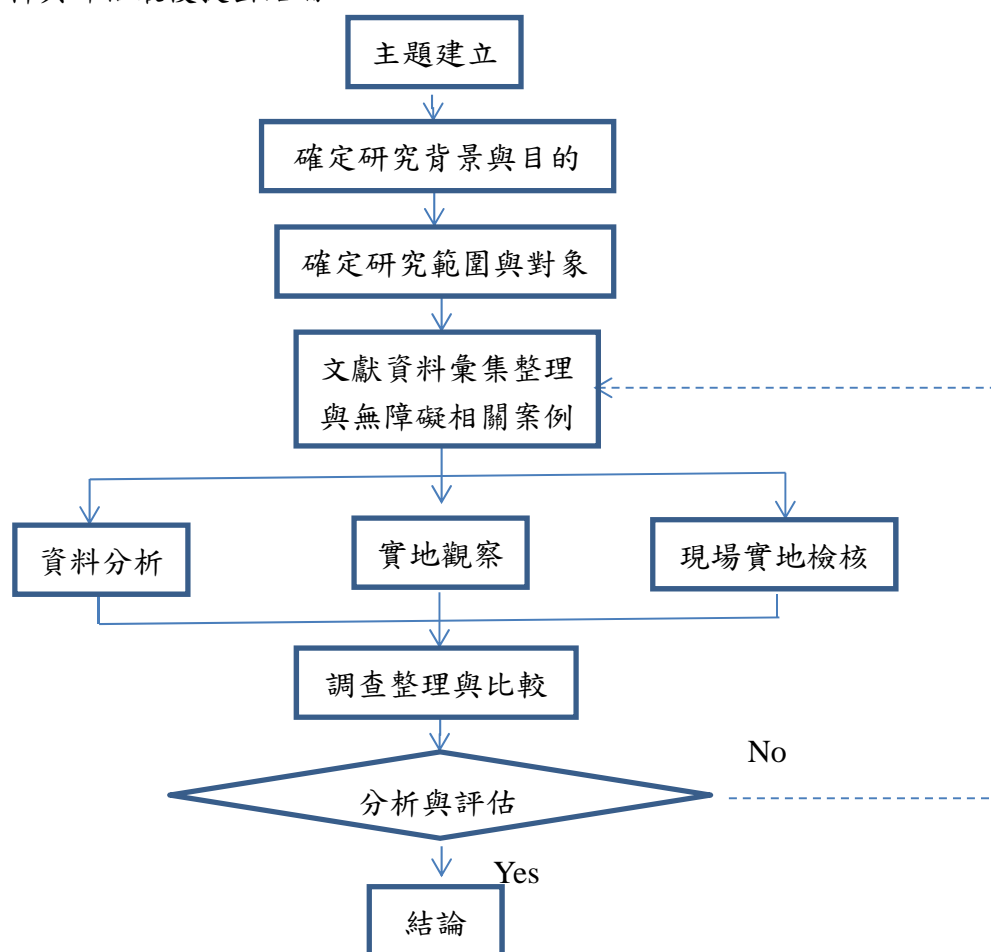 主題建立
確定研究背景與目的
確定研究範圍與對象
文獻資料彙集整理
與無障礙相關案例
資料分析
實地觀察
現場實地檢核
調查整理與比較
No
分析與評估
Yes
結論